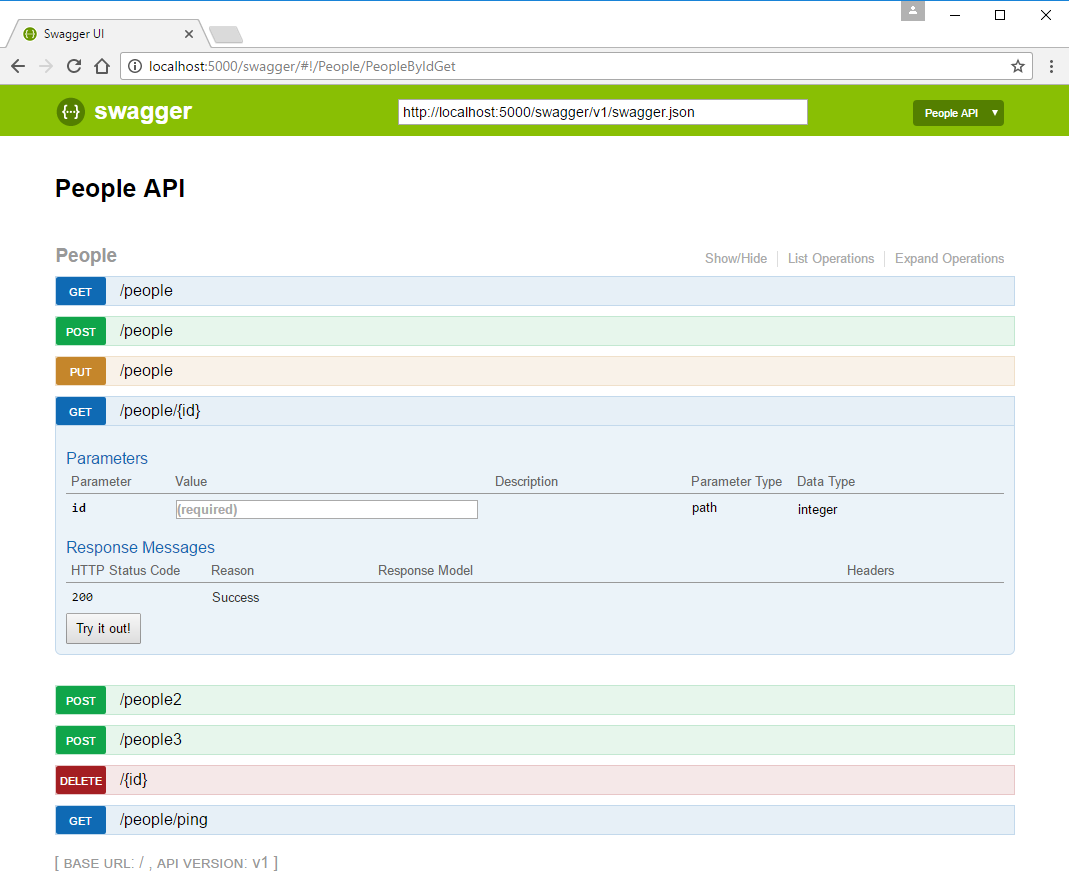 Swagger UI
localhost:5000/swagger/#!/People/PeopleByIdGet
{··} swagger http://localhost:5000/swagger/v1/swagger.json People API
People API
People Show/Hide List Operations Expand Operations
GET /people
POST /people
PUT /people
GET /people/{id}
Parameters
Parameter Value Description Parameter Type Data Type
id (required) path integer
Response Messages
HTTP Status Code Reason Response Model Headers
200 Success
Try it out!
POST /people2
POST /people3
DELETE /{id}
GET /people/ping
[ BASE URL: / , API VERSION: v1 ]